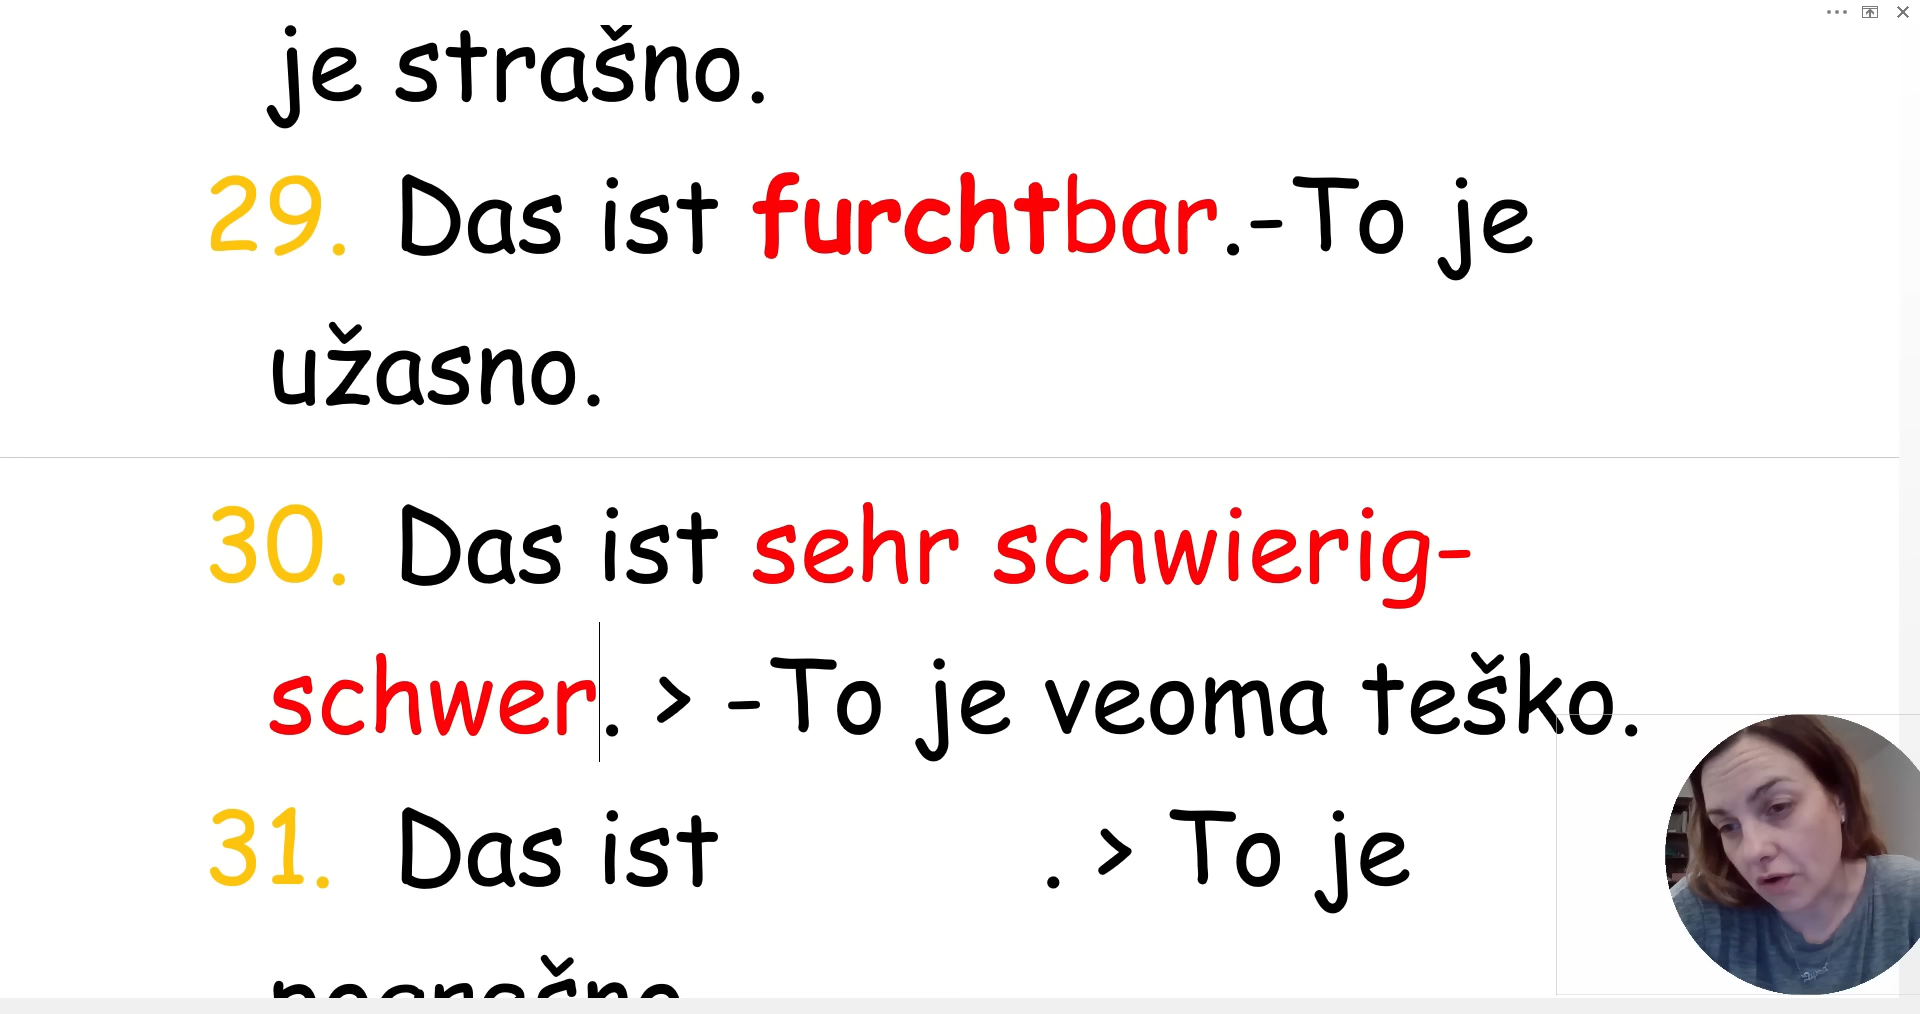 je strašno.
29. Das ist furchtbar.-To je
užasno.
30. Das ist sehr schwierig-
schwer. > -To je veoma teško.
31. Das ist . > To je
pogrešno